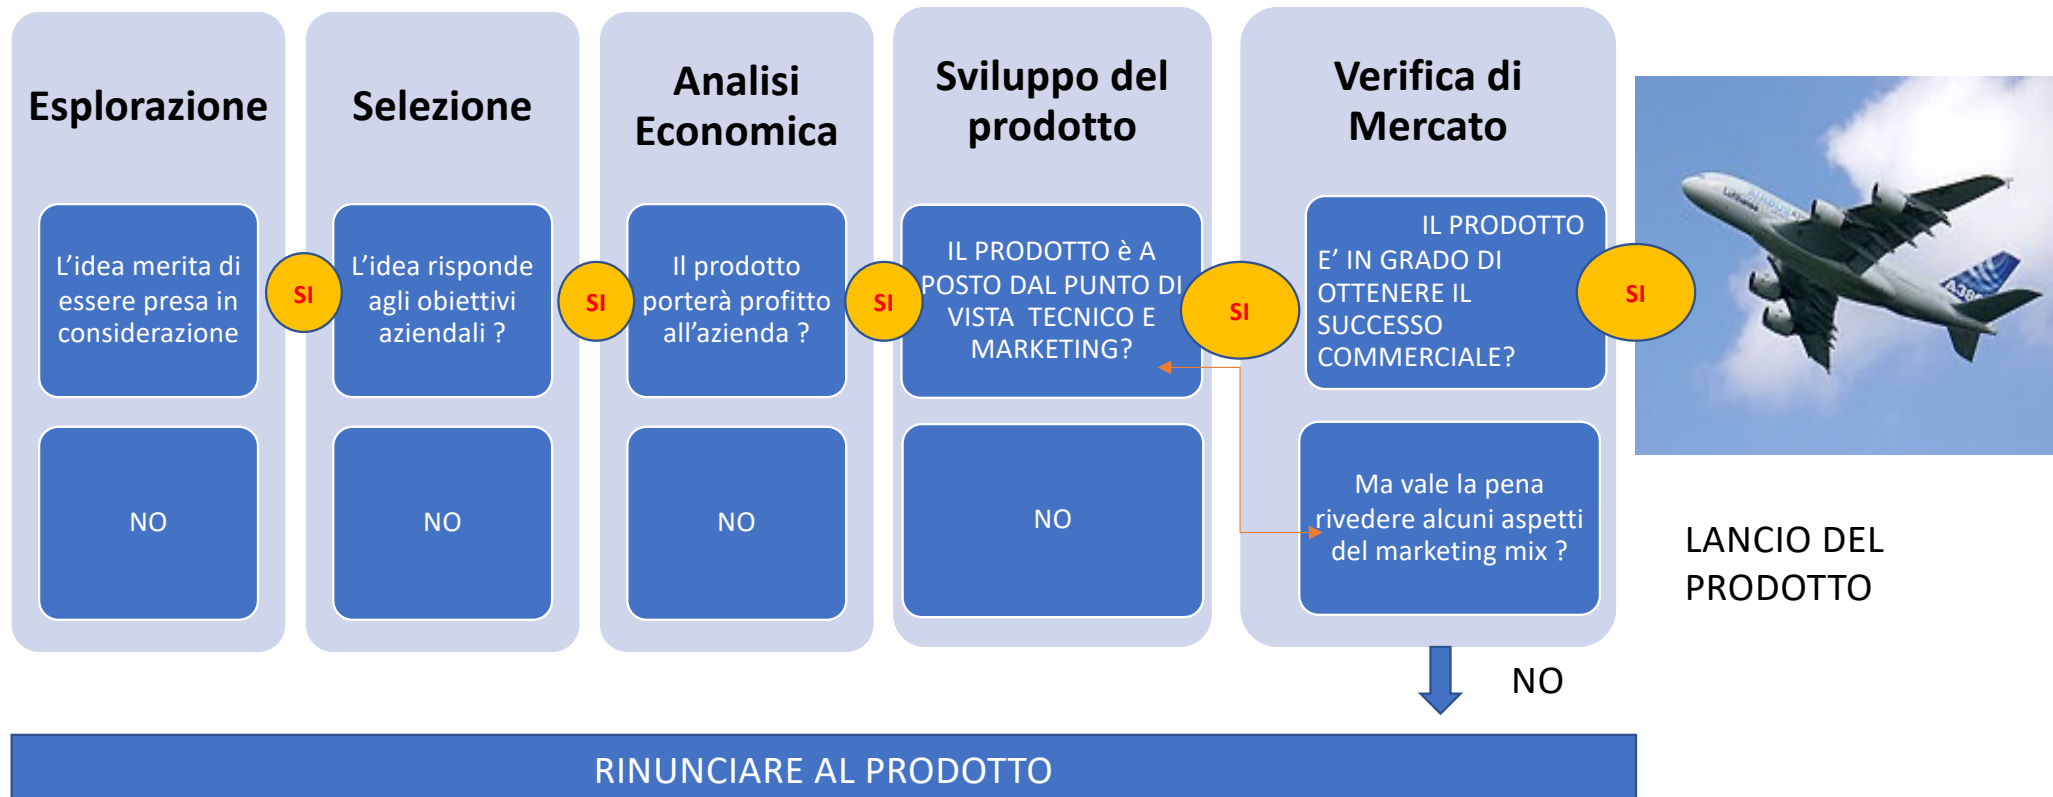 Esplorazione
L'idea merita di
essere presa in
considerazione
NO
SI
Selezione
L'idea risponde
agli obiettivi
aziendali ?
NO
SI
Analisi
Economica
Il prodotto
porterà profitto
all'azienda ?
NO
SI
Sviluppo del
prodotto
IL PRODOTTO è A
POSTO DAL PUNTO DI
VISTA TECNICO E
MARKETING?
NO
SI
Verifica di
Mercato
IL PRODOTTO
E' IN GRADO DI
OTTENERE IL
SUCCESSO
COMMERCIALE?
Ma vale la pena
rivedere alcuni aspetti
del marketing mix ?
SI
AIRBUS
Lufthansa
LANCIO DEL
PRODOTTO
NO
RINUNCIARE AL PRODOTTO